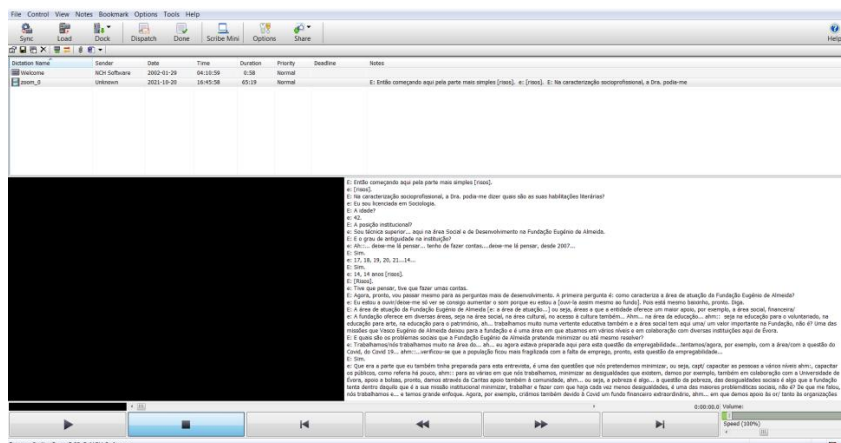 File Control View Notes Bookmark Options Tools Help
Sync Load Dock Dispatch Done Scribe Mini Options Share Help
Dictation Name Sender Date Time Duration Priority Deadline Notes
Welcome NCH Software 2002-01-29 04:10:59 0:58 Normal
zoom_0 Unknown 2021-10-20 16:45:58 65:19 Normal E: Então começando aqui pela parte mais simples [risos]. e: [risos]. E: Na caracterização socioprofissional, a Dra. podia-me
E: Então começando aqui pela parte mais simples [risos].
e: [risos].
E: Na caracterização socioprofissional, a Dra. podia-me dizer quais são as suas habilitações literárias?
e: Eu sou licenciada em Sociologia.
E: A idade?
e: 42.
E: A posição institucional?
e: Sou técnica superior... aqui na área Social e de Desenvolvimento na Fundação Eugénio de Almeida.
E: E o grau de antiguidade na instituição?
e: Ah::... deixe-me lá pensar... tenho de fazer contas....deixe-me lá pensar, desde 2007...
E: Sim.
e: 17, 18, 19, 20, 21...14...
E: Sim.
e: 14, 14 anos [risos].
E: [Risos].
e: Tive que pensar, tive que fazer umas contas.
E: Agora, pronto, vou passar mesmo para as perguntas mais de desenvolvimento. A primeira pergunta é: como caracteriza a área de atuação da Fundação Eugénio de Almeida?
e: Eu estou a ouvir/deixe-me só ver se consigo aumentar o som porque eu estou a [ouvi-la assim mesmo ao fundo]. Pois está mesmo baixinho, pronto. Diga.
E: A área de atuação da Fundação Eugénio de Almeida [e: a área de atuação...] ou seja, áreas a que a entidade oferece um maior apoio, por exemplo, a área social, financeira/
e: A fundação oferece em diversas áreas, seja na área social, na área cultural, no acesso à cultura também... Ahm... na área da educação... ahm:: seja na educação para o voluntariado, na
educação para arte, na educação para o património, ah... trabalhamos muito numa vertente educativa também e a área social tem aqui uma/ um valor importante na Fundação, não é? Uma das
missões que Vasco Eugénio de Almeida deixou para a fundação e é uma área em que atuamos em vários níveis e em colaboração com diversas instituições aqui de Évora.
E: E quais são os problemas sociais que a Fundação Eugénio de Almeida pretende minimizar ou até mesmo resolver?
e: Trabalhamos/nós trabalhamos muito na área do... ah... eu agora estava preparada aqui para esta questão da empregabilidade...tentamos/agora, por exemplo, com a área/com a questão do
Covid, do Covid 19... ahm::...verificou-se que a população ficou mais fragilizada com a falta de emprego, pronto, esta questão da empregabilidade...
E: Sim.
e: Que era a parte que eu também tinha preparada para esta entrevista, é uma das questões que nós pretendemos minimizar, ou seja, capt/ capacitar as pessoas a vários níveis ahm:, capacitar
os públicos, como referia há pouco, ahm:: para as várias em que nós trabalhamos, minimizar as desigualdades que existem, damos por exemplo, também em colaboração com a Universidade de
Évora, apoio a bolsas, pronto, damos através da Caritas apoio também à comunidade, ahm... ou seja, a pobreza é algo... a questão da pobreza, das desigualdades sociais é algo que a fundação
tenta dentro daquilo que é a sua missão institucional minimizar, trabalhar e fazer com que haja cada vez menos desigualdades, é uma das maiores problemáticas sociais, não é? De que me falou,
nós trabalhamos e... e temos grande enfoque. Agora, por exemplo, criámos também devido à Covid um fundo financeiro extraordinário, ahm... em que demos apoio às or/ tanto às organizações
0:00:00.0 Volume:
Speed (100%)